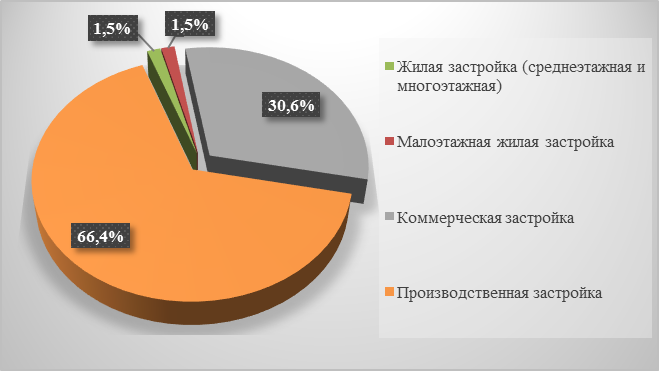 1,5%
1,5%
30,6%
66,4%
Жилая застройка (среднеэтажная и
многоэтажная)
Малоэтажная жилая застройка
Коммерческая застройка
Производственная застройка